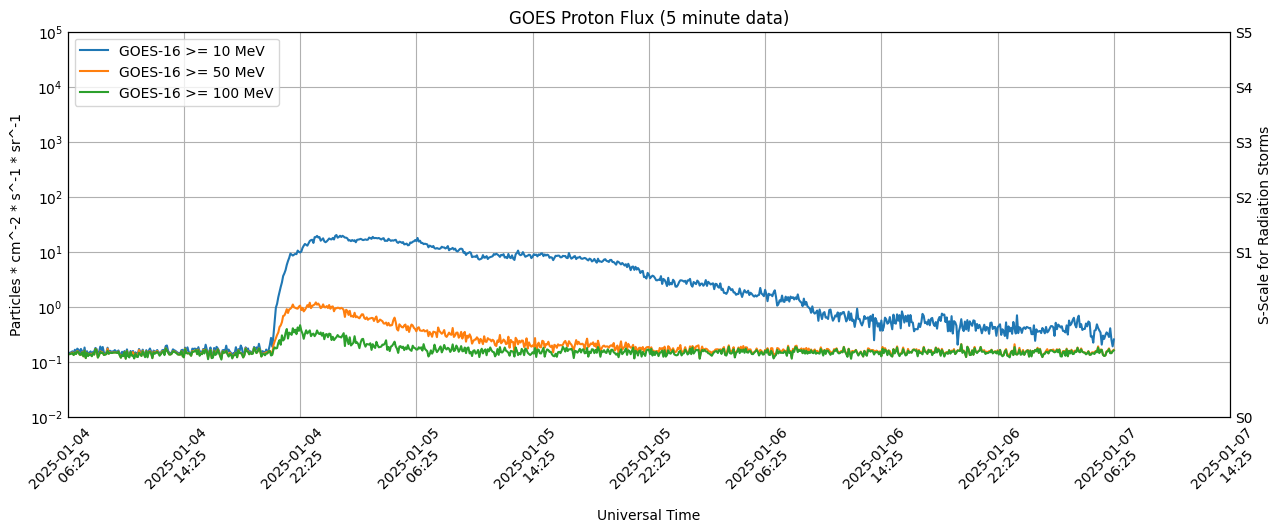 GOES Proton Flux (5 minute data)
GOES-16 >= 10 MeV
GOES-16 >= 50 MeV
GOES-16 >= 100 MeV
Particles * cm^-2 * s^-1 * sr^-1
10^5
10^4
10^3
10^2
10^1
10^0
10^-1
10^-2
S5
S4
S3
S2
S1
S0
S-Scale for Radiation Storms
2025-01-04
06:25
2025-01-04
14:25
2025-01-04
22:25
2025-01-05
06:25
2025-01-05
14:25
2025-01-05
22:25
2025-01-06
06:25
2025-01-06
14:25
2025-01-06
22:25
2025-01-07
06:25
2025-01-07
14:25
Universal Time